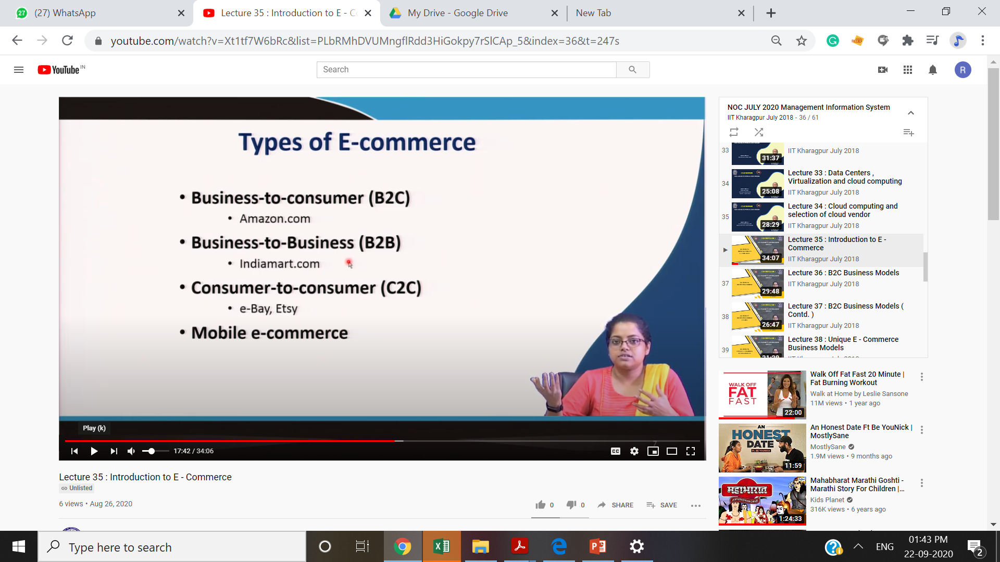 27
(27) WhatsApp
Lecture 35 : Introduction to E - Co
My Drive - Google Drive
New Tab
youtube.com/watch?v=Xt1tf7W6bRc&list=PLbRMhDVUMngflRdd3HiGokpy7rSlCAp_5&index=36&t=247s
YouTube IN
Search
R
Types of E-commerce
• Business-to-consumer (B2C)
• Amazon.com
• Business-to-Business (B2B)
• Indiamart.com
• Consumer-to-consumer (C2C)
• e-Bay, Etsy
• Mobile e-commerce
7
Play (k)
17:42 / 34:06
CC
Lecture 35 : Introduction to E - Commerce
Unlisted
6 views • Aug 26, 2020
0
0
SHARE
SAVE
NOC JULY 2020 Management Information System
IIT Kharagpur July 2018 - 36 / 61
33
31:37
IIT Kharagpur July 2018
34
25:08
Lecture 33 : Data Centers ,
Virtualization and cloud computing
IIT Kharagpur July 2018
35
28:29
Lecture 34 : Cloud computing and
selection of cloud vendor
IIT Kharagpur July 2018
34:07
Lecture 35 : Introduction to E -
Commerce
IIT Kharagpur July 2018
37
29:48
Lecture 36 : B2C Business Models
IIT Kharagpur July 2018
38
26:47
Lecture 37 : B2C Business Models (
Contd. )
IIT Kharagpur July 2018
39
Lecture 38 : Unique E - Commerce
Business Models
WALK OFF
FAT
FAST
22:00
Walk Off Fat Fast 20 Minute |
Fat Burning Workout
Walk at Home by Leslie Sansone
11M views • 1 year ago
AN
HONEST
DATE
FT. BE YOUNICK
11:59
An Honest Date Ft Be YouNick |
MostlySane
MostlySane
1.9M views • 9 months ago
महाभारात
1:24:33
Mahabharat Marathi Goshti -
Marathi Story For Children |...
Kids Planet
316K views • 6 years ago
Type here to search
ENG
01:43 PM
22-09-2020
2